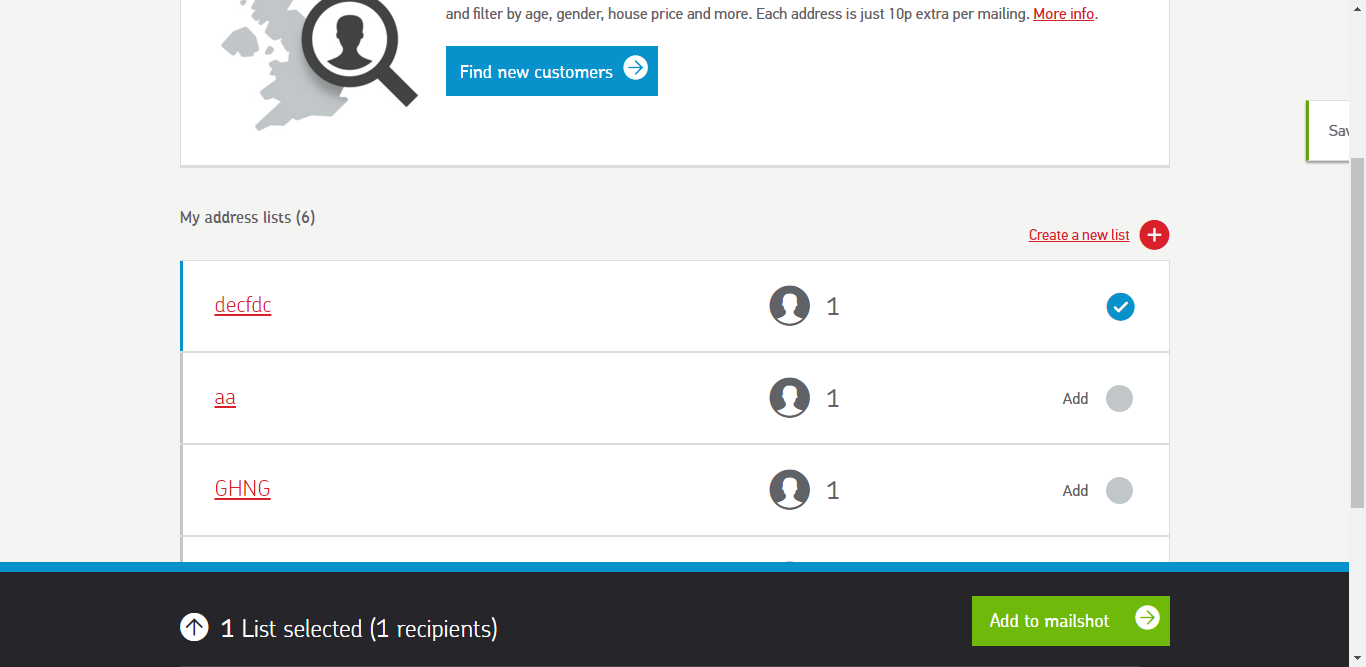 and filter by age, gender, house price and more. Each address is just 10p extra per mailing. More info.
Find new customers
My address lists (6)
Create a new list
decfdc
1
aa
1
Add
GHNG
1
Add
1 List selected (1 recipients)
Add to mailshot